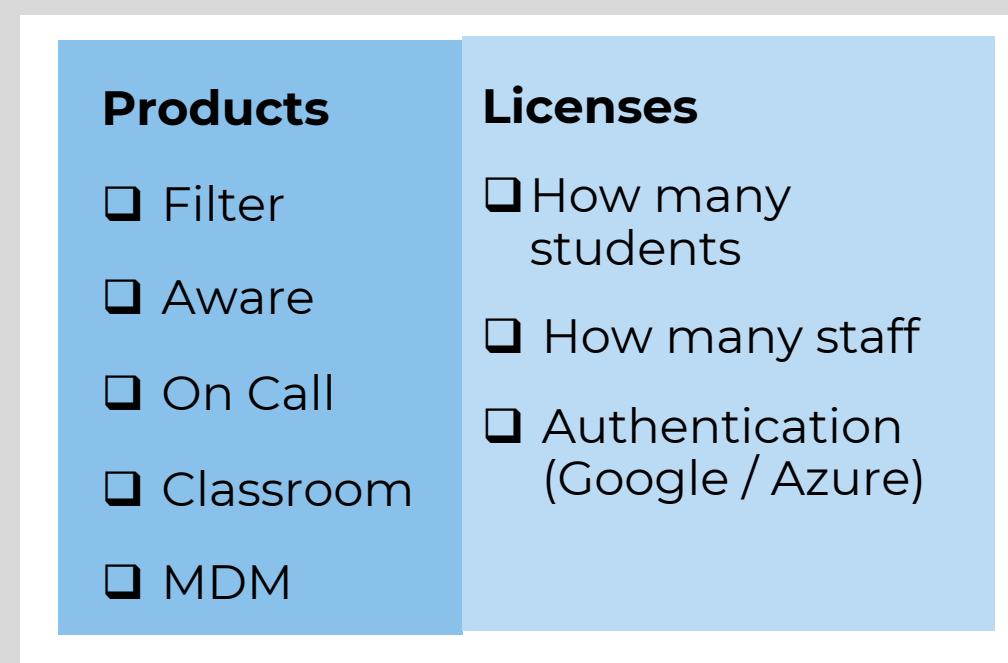 Products
❑ Filter
❑ Aware
❑ On Call
❑ Classroom
❑ MDM
Licenses
❑ How many
students
❑ How many staff
❑ Authentication
(Google / Azure)